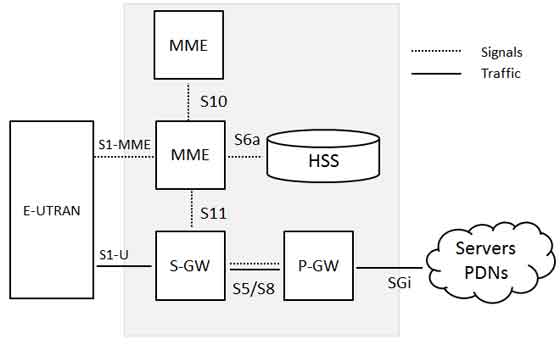 MME
Signals
Traffic
S10
S1-MME
MME
S6a
HSS
E-UTRAN
S11
S1-U
S-GW
S5/S8
P-GW
SGi
Servers
PDNs